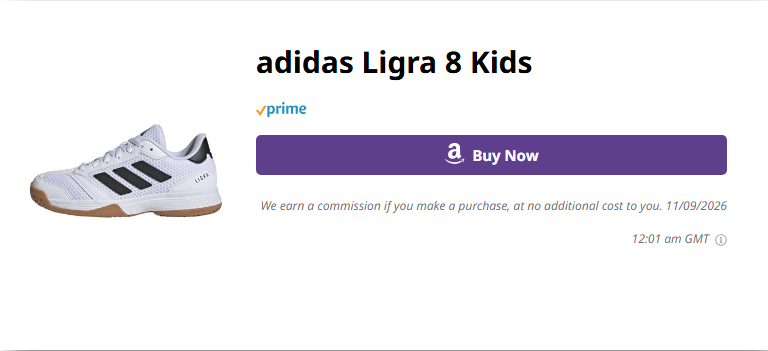 adidas Ligra 8 Kids
prime
Buy Now
LIGRA
We earn a commission if you make a purchase, at no additional cost to you. 11/09/2026
12:01 am GMT